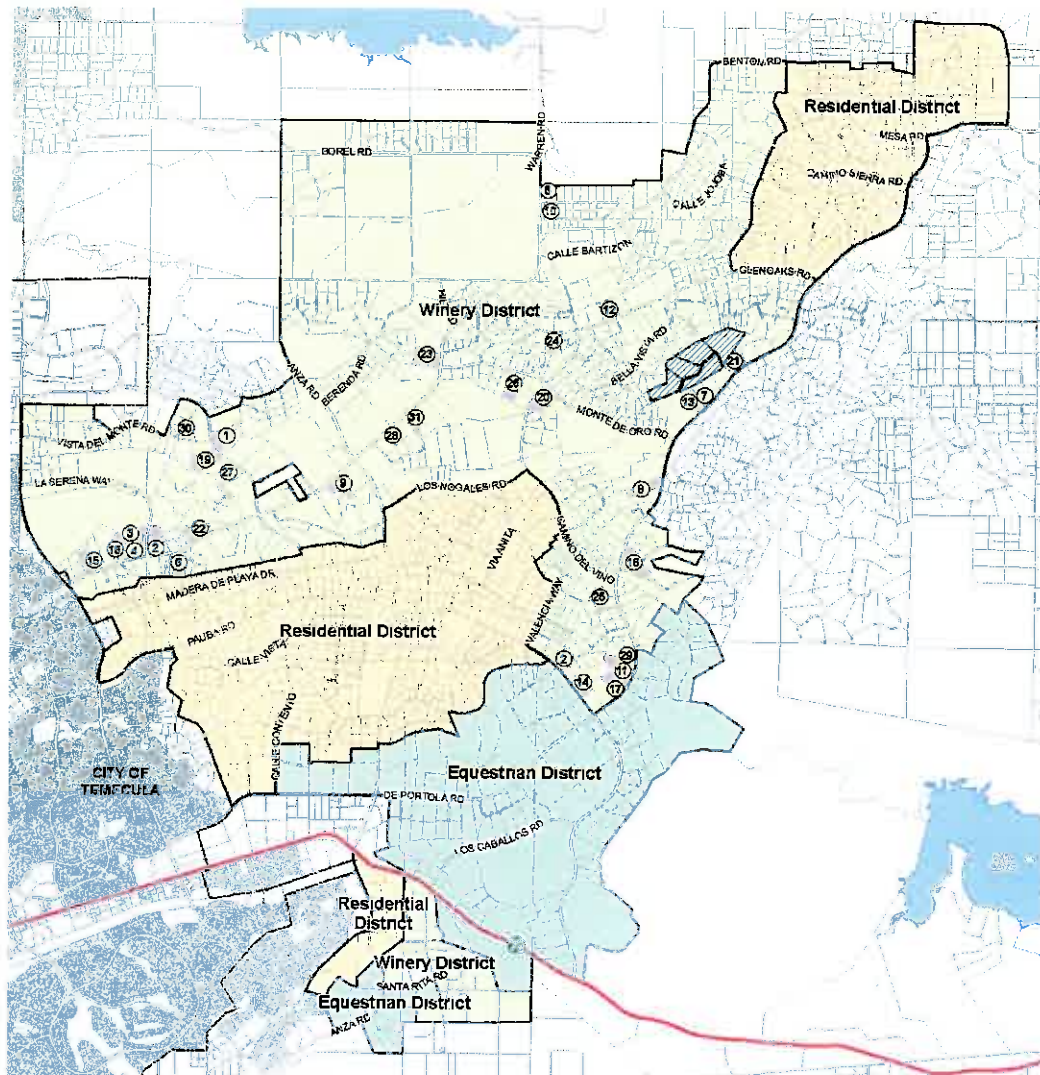 BENTON RD
Residential District
MESA RD
BOREL RD
WARREN RD
CAMINO SIERRA RD
8
10
CALLE JOJOBA
CALLE BARTIZON
GLENOAKS RD
Winery District
12
24
BELLA VISTA RD
23
21
ANZA RD
BERENDA RD
26
20
13
7
30
1
31
28
MONTE DE ORO RD
VISTA DEL MONTE RD
19
27
LA SERENA WAY
9
LOS NOGALES RD
8
3
22
18
4
2
15
6
VIA ANITA
CAMINO DEL VINO
16
MADERA DE PLAYA DR
25
VALENCIA WAY
PAUBA RD
Residential District
CALLE VISTA
2
29
11
14
17
CALLE CONTENTO
CITY OF
TEMECULA
Equestrian District
DE PORTOLA RD
LOS CABALLOS RD
Residential
District
Winery District
SANTA RITA RD
Equestrian District
ANZA RD